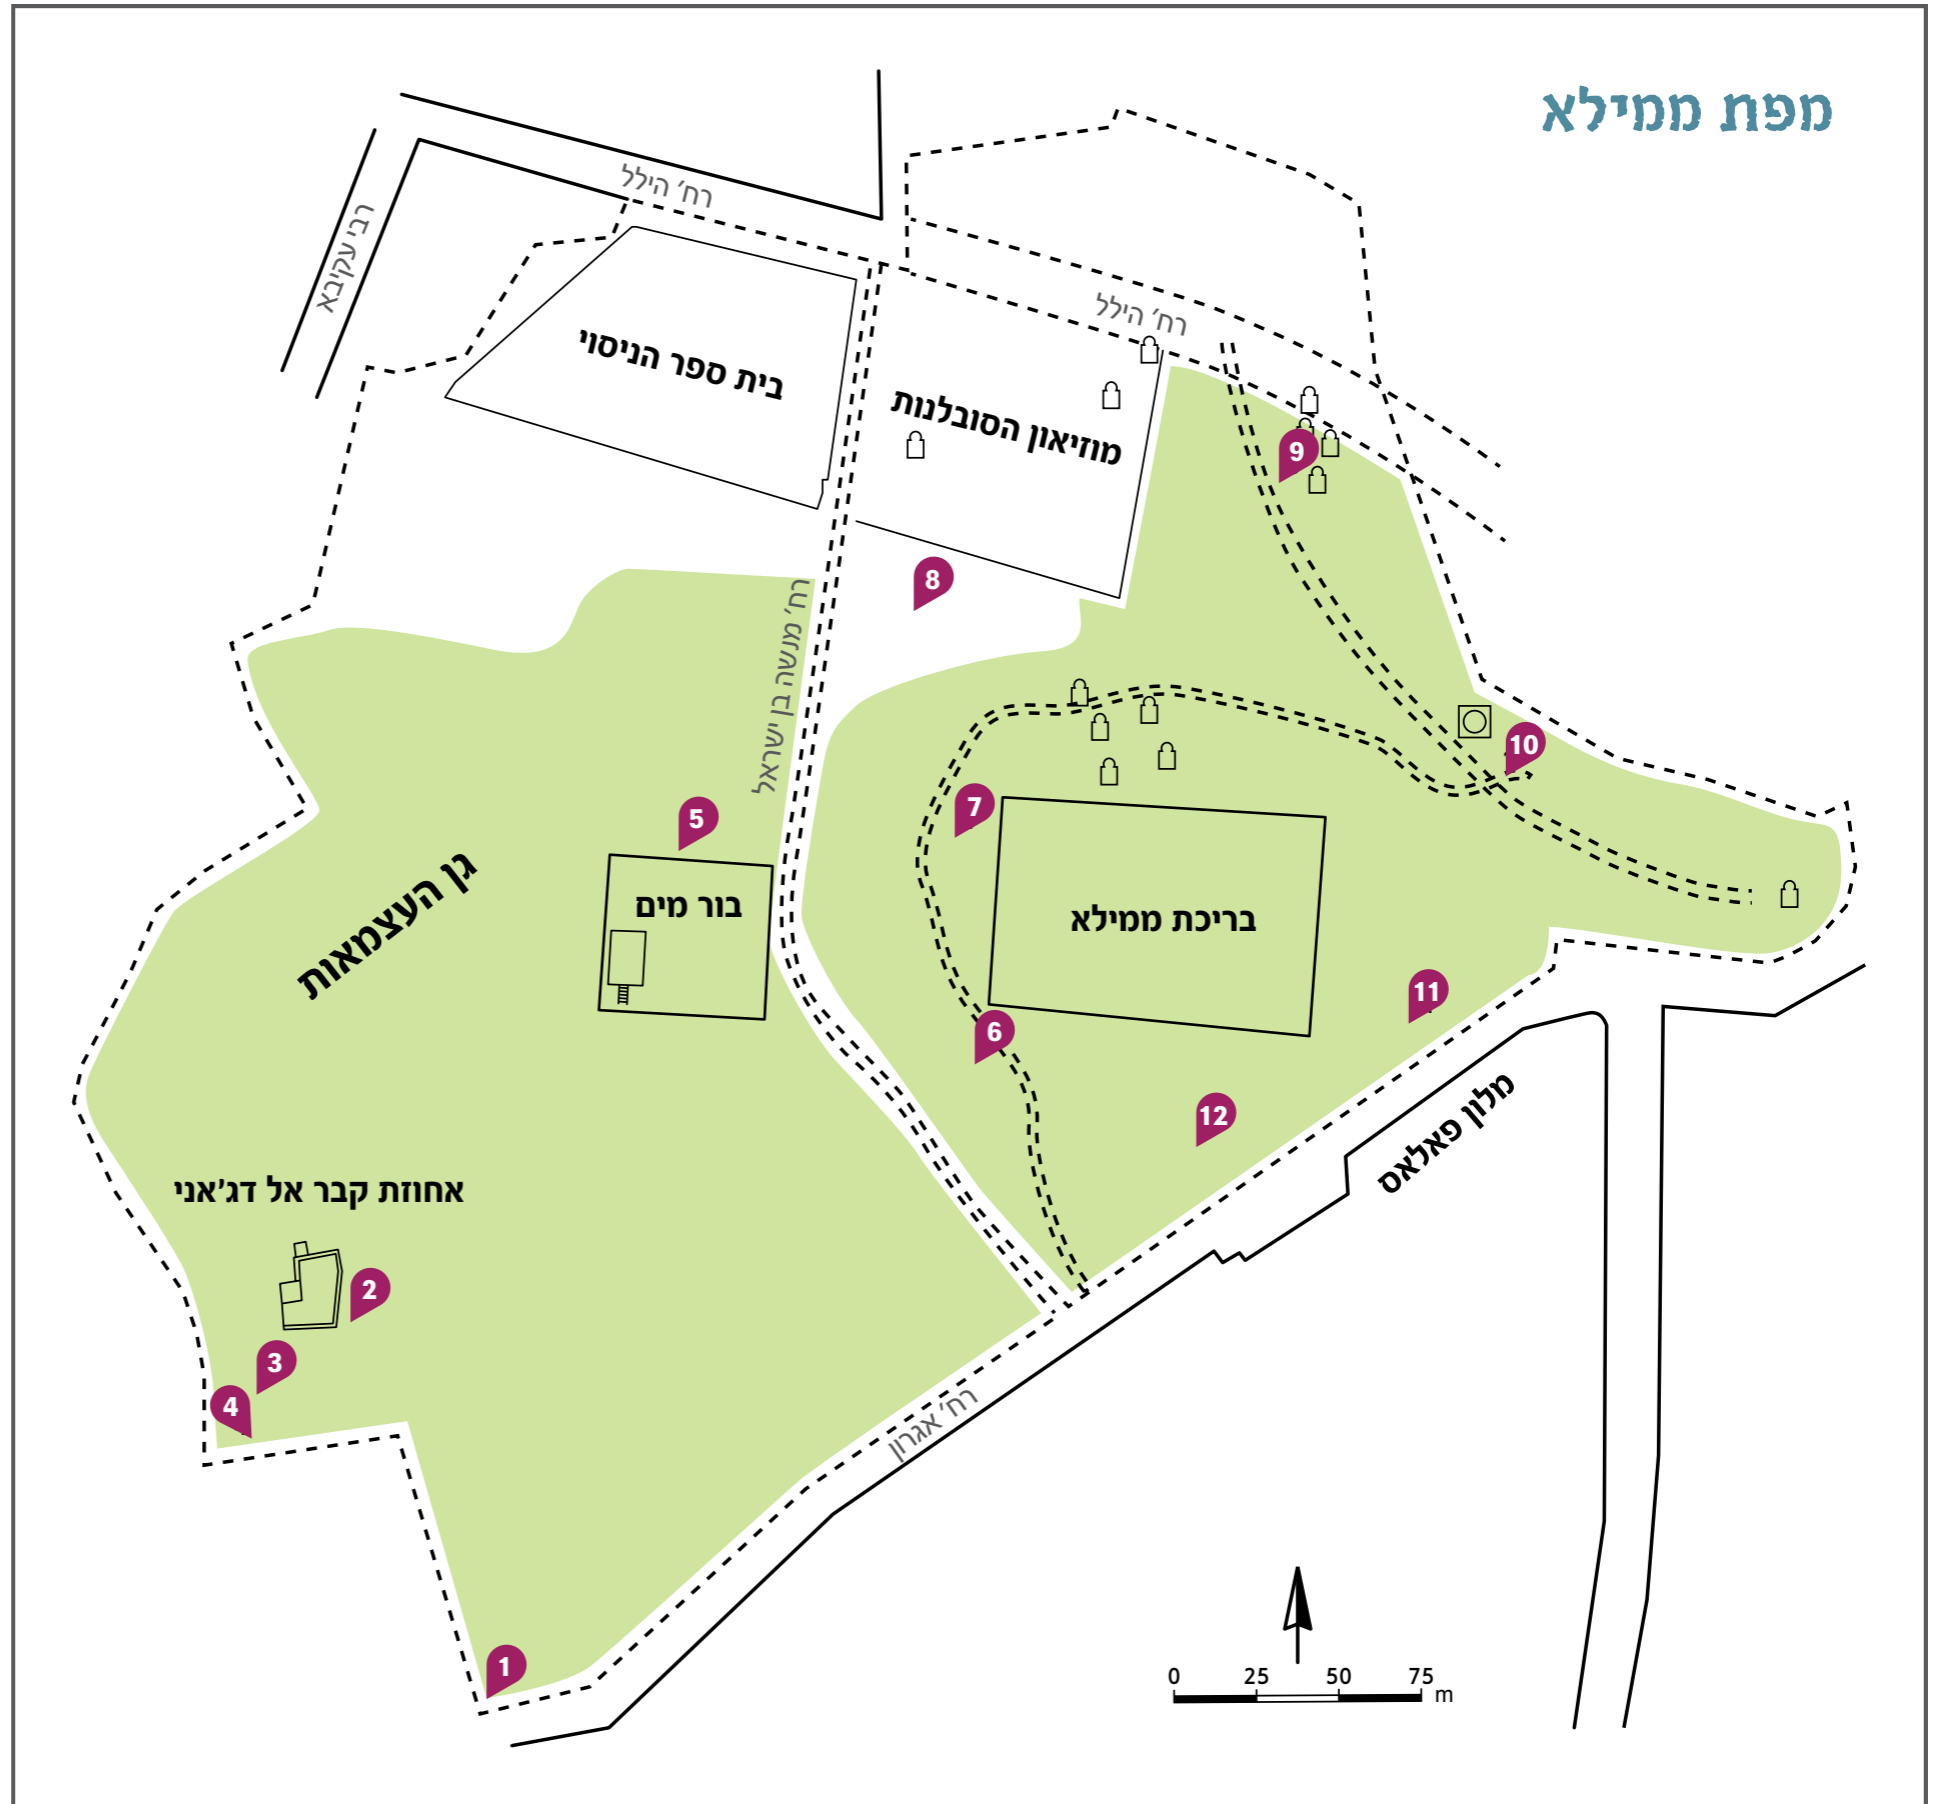 מפת ממילא
רח' הילל
רבי עקיבא
רח' הילל
בית ספר הניסוי
מוזיאון הסובלנות
9
8
רח' מנשה בן ישראל
10
7
5
גן העצמאות
בור מים
בריכת ממילא
11
6
12
מלון פאלאס
אחוזת קבר אל דג'אני
2
3
4
רח' אגרון
1
0 25 50 75 m